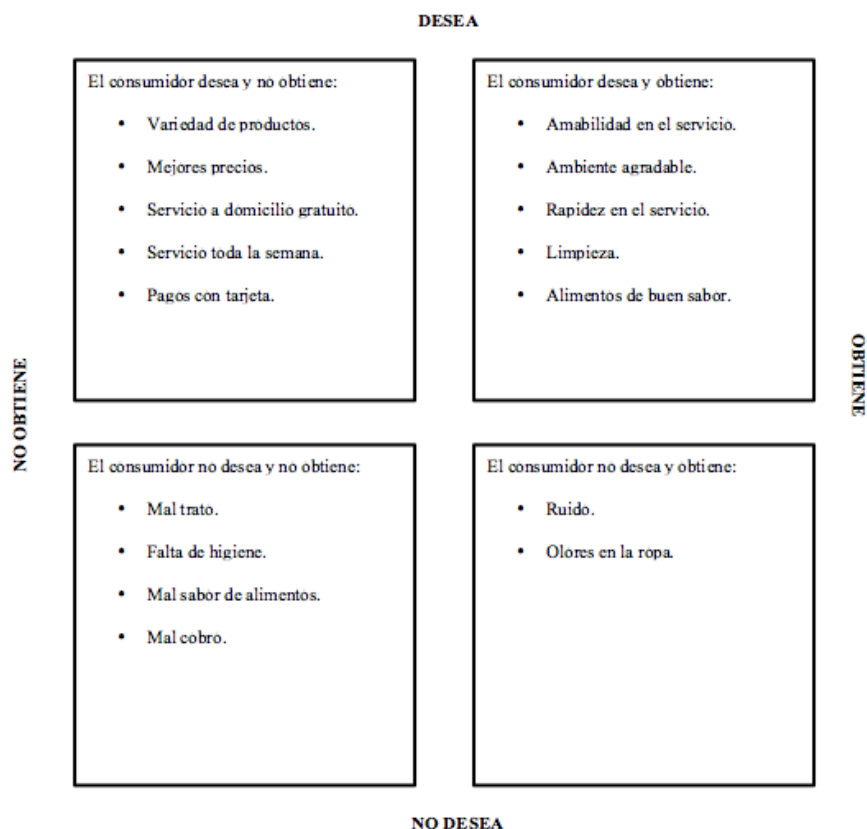 DESEA
El consumidor desea y no obtiene:
• Variedad de productos.
• Mejores precios.
• Servicio a domicilio gratuito.
• Servicio toda la semana.
• Pagos con tarjeta.
El consumidor desea y obtiene:
• Amabilidad en el servicio.
• Ambiente agradable.
• Rapidez en el servicio.
• Limpieza.
• Alimentos de buen sabor.
NO OBTIENE
OBTIENE
El consumidor no desea y no obtiene:
• Mal trato.
• Falta de higiene.
• Mal sabor de alimentos.
• Mal cobro.
El consumidor no desea y obtiene:
• Ruido.
• Olores en la ropa.
NO DESEA